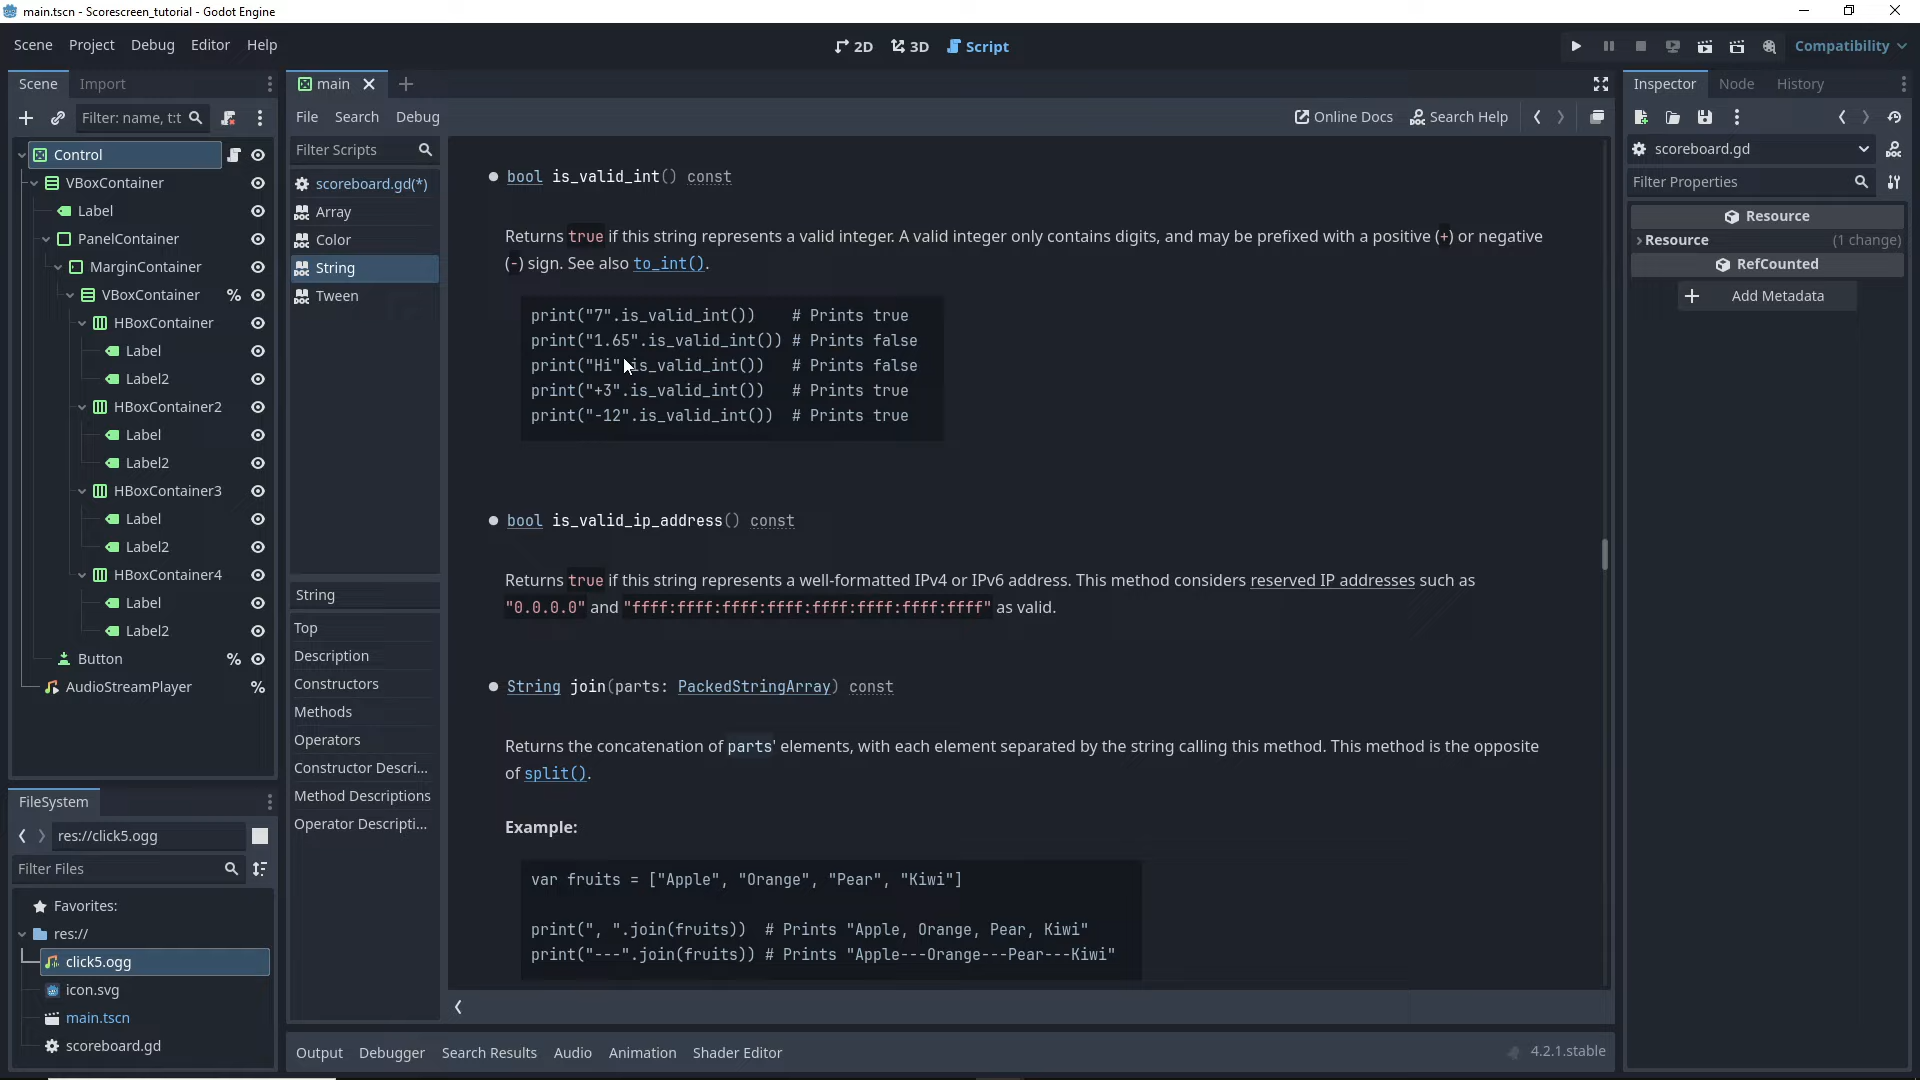 main.tscn - Scorescreen_tutorial - Godot Engine
Scene Project Debug Editor Help
2D 3D Script
Compatibility
Scene Import
Filter: name, t:t
Control
VBoxContainer
Label
PanelContainer
MarginContainer
VBoxContainer %
HBoxContainer
Label
Label2
HBoxContainer2
Label
Label2
HBoxContainer3
Label
Label2
HBoxContainer4
Label
Label2
Button %
AudioStreamPlayer %
FileSystem
res://click5.ogg
Filter Files
Favorites:
res://
click5.ogg
icon.svg
main.tscn
scoreboard.gd
main
File Search Debug
Online Docs Search Help
Filter Scripts
scoreboard.gd(*)
Array
Color
String
Tween
String
Top
Description
Constructors
Methods
Operators
Constructor Descri...
Method Descriptions
Operator Descripti...
bool is_valid_int() const
Returns true if this string represents a valid integer. A valid integer only contains digits, and may be prefixed with a positive (+) or negative
(-) sign. See also to_int().
print("7".is_valid_int())    # Prints true
print("1.65".is_valid_int()) # Prints false
print("Hi".is_valid_int())   # Prints false
print("+3".is_valid_int())   # Prints true
print("-12".is_valid_int())  # Prints true
bool is_valid_ip_address() const
Returns true if this string represents a well-formatted IPv4 or IPv6 address. This method considers reserved IP addresses such as
"0.0.0.0" and "ffff:ffff:ffff:ffff:ffff:ffff:ffff:ffff" as valid.
String join(parts: PackedStringArray) const
Returns the concatenation of parts' elements, with each element separated by the string calling this method. This method is the opposite
of split().
Example:
var fruits = ["Apple", "Orange", "Pear", "Kiwi"]
print(", ".join(fruits))  # Prints "Apple, Orange, Pear, Kiwi"
print("---".join(fruits)) # Prints "Apple---Orange---Pear---Kiwi"
Output Debugger Search Results Audio Animation Shader Editor
4.2.1.stable
Inspector Node History
scoreboard.gd
Filter Properties
Resource
Resource (1 change)
RefCounted
Add Metadata